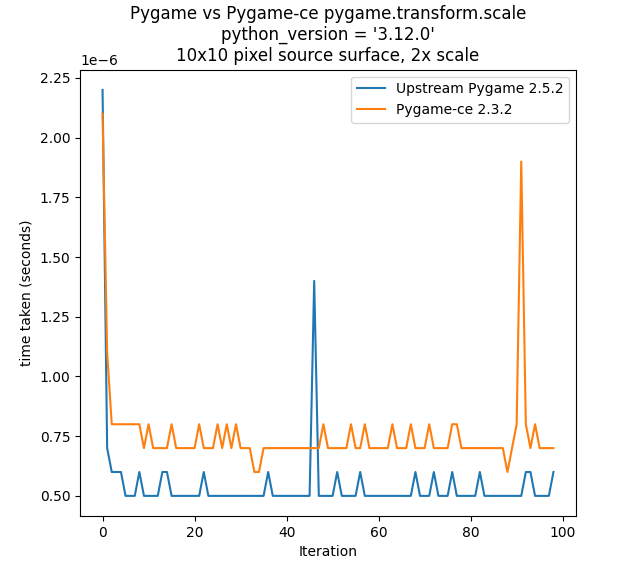 Pygame vs Pygame-ce pygame.transform.scale
python_version = '3.12.0'
10x10 pixel source surface, 2x scale
1e−6
Upstream Pygame 2.5.2
Pygame-ce 2.3.2
2.25
2.00
1.75
1.50
1.25
1.00
0.75
0.50
time taken (seconds)
0 20 40 60 80 100
Iteration